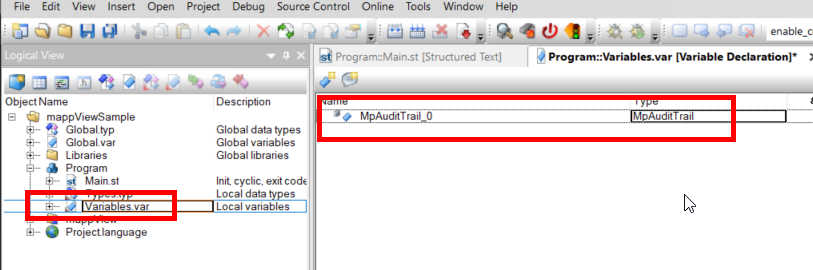 File Edit View Insert Open Project Debug Source Control Online Tools Window Help
enable_c
Logical View
Program::Main.st [Structured Text]
Program::Variables.var [Variable Declaration]*
Object Name Description
mappViewSample
Global.typ Global data types
Global.var Global variables
Libraries Global libraries
Program
Main.st Init, cyclic, exit code
Types.typ Local data types
Variables.var Local variables
mappView
Project.language
Name Type
MpAuditTrail_0 MpAuditTrail